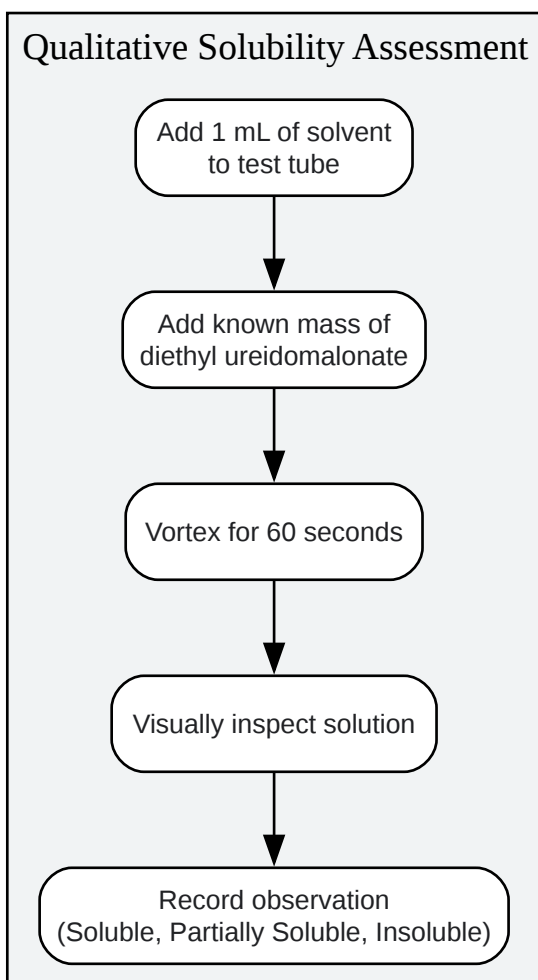 Qualitative Solubility Assessment
Add 1 mL of solvent
to test tube
Add known mass of
diethyl ureidomalonate
Vortex for 60 seconds
Visually inspect solution
Record observation
(Soluble, Partially Soluble, Insoluble)